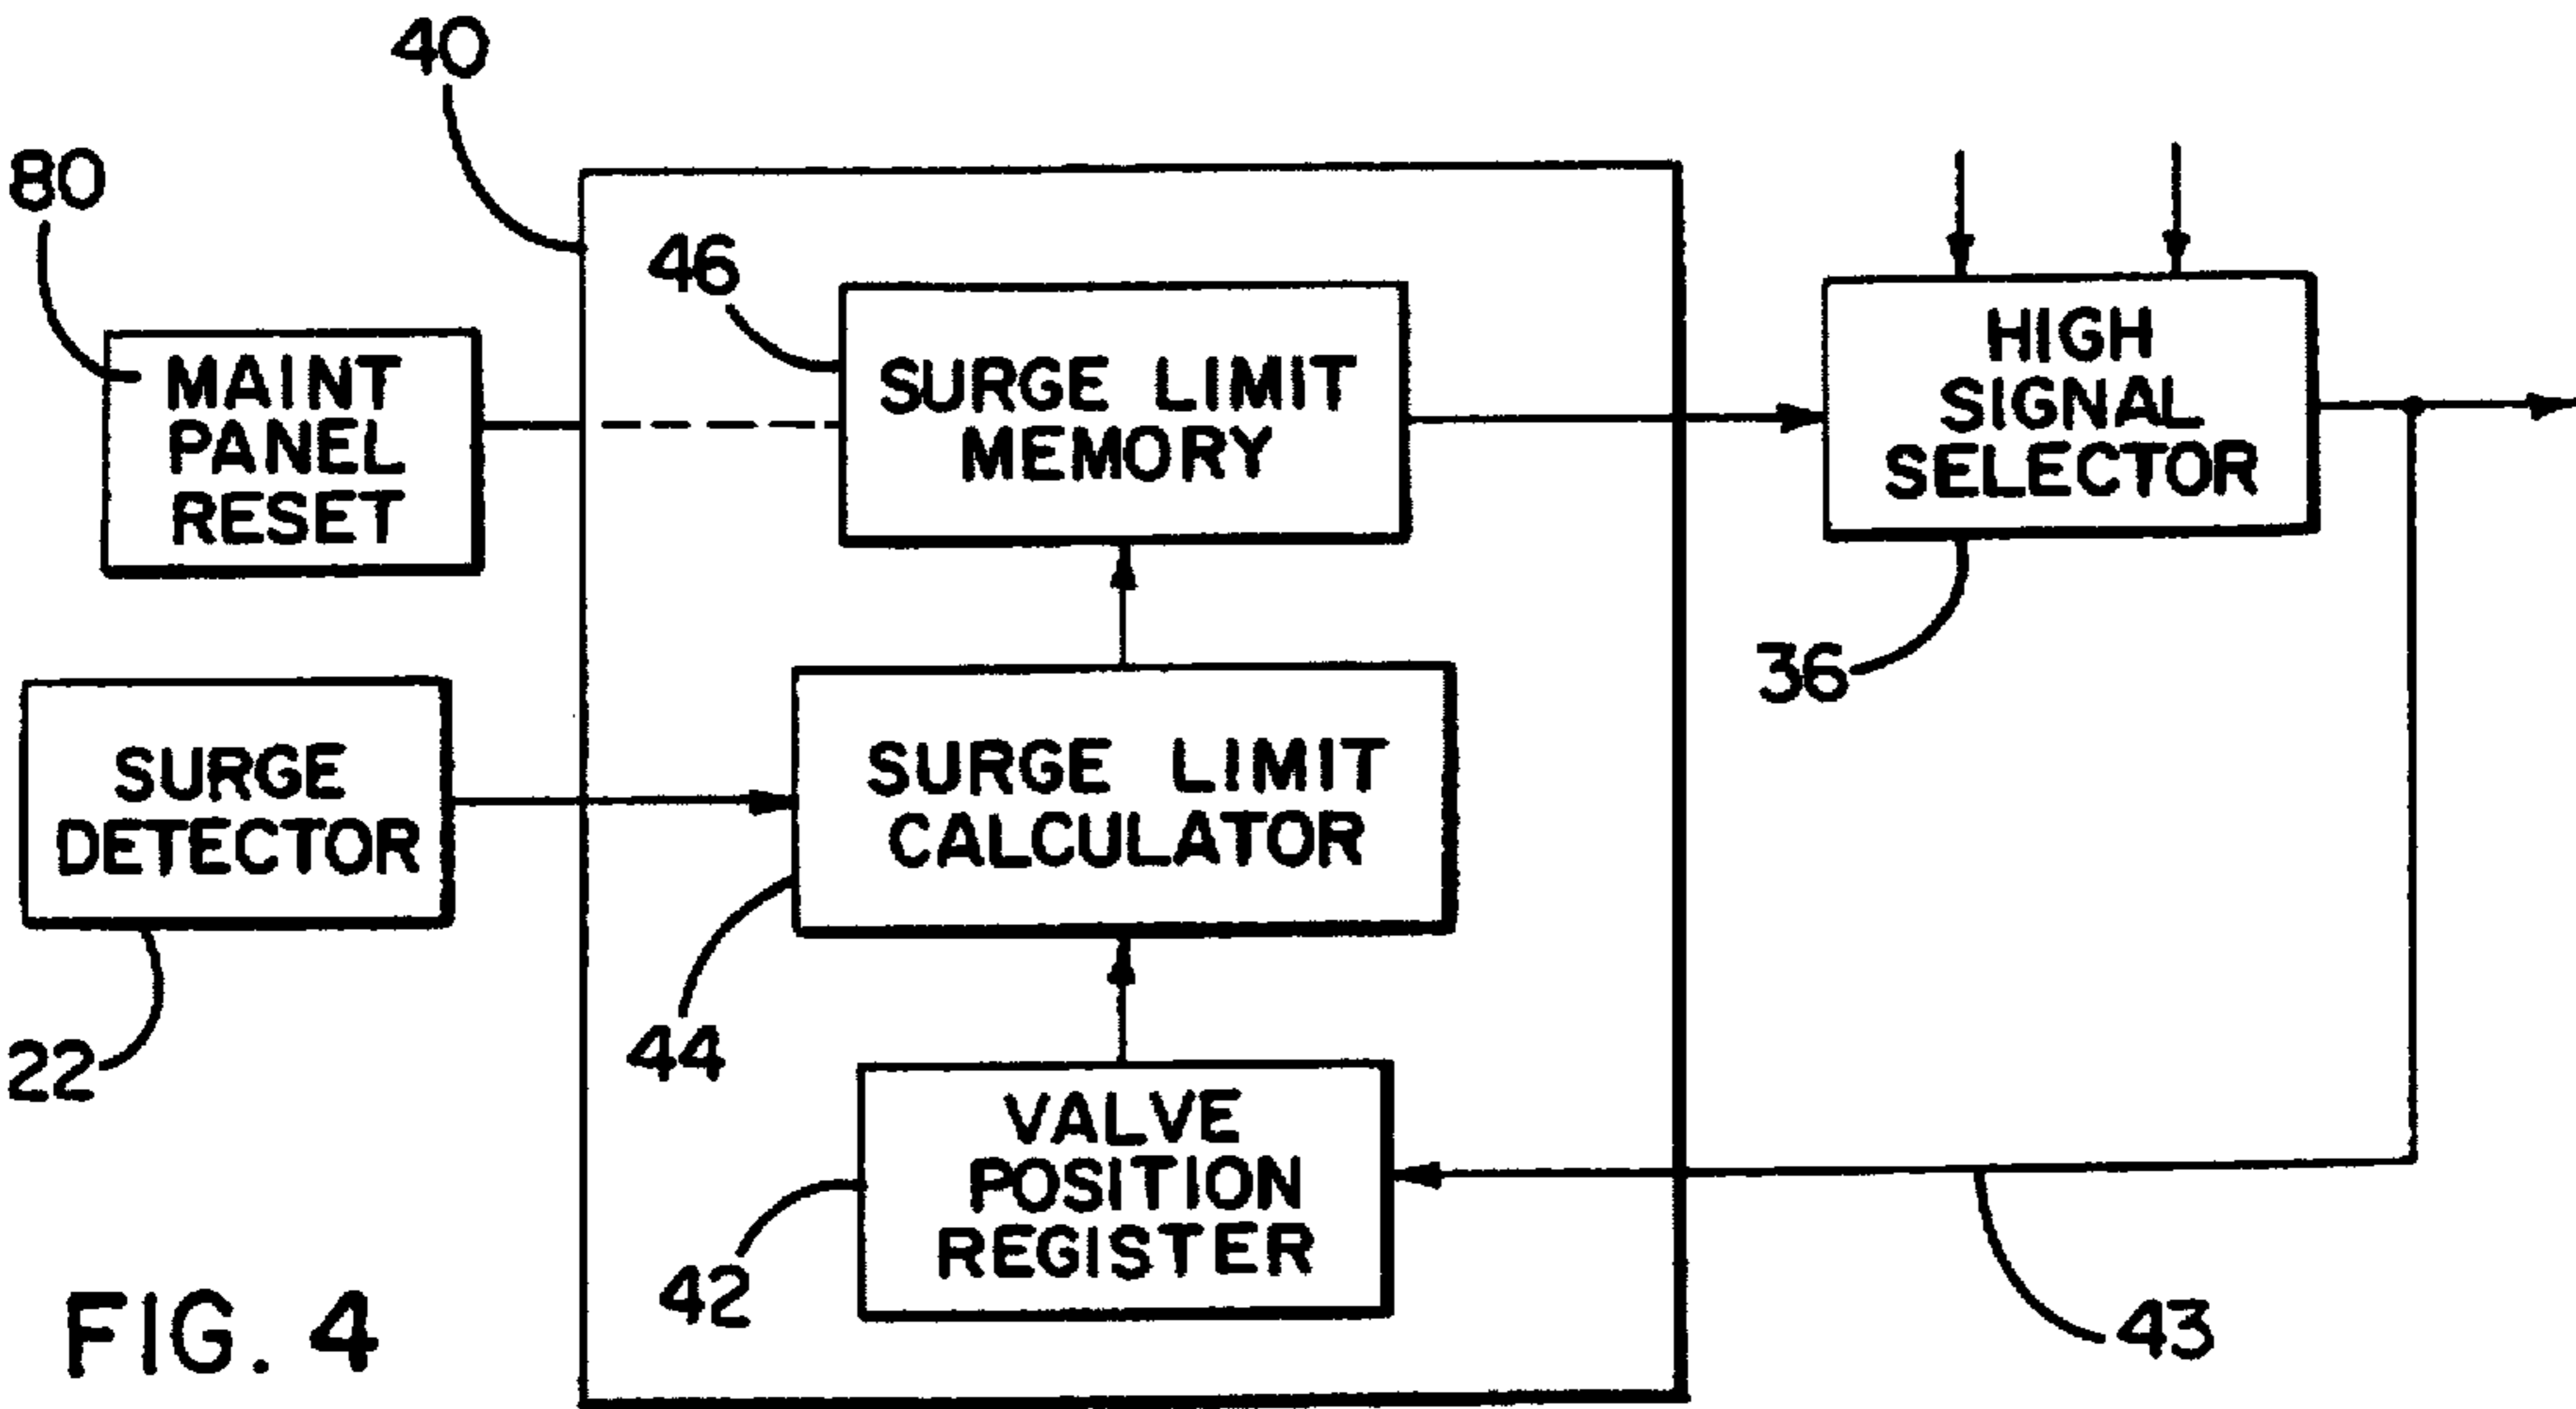 40
80
MAINT
PANEL
RESET
46
SURGE LIMIT
MEMORY
HIGH
SIGNAL
SELECTOR
36
SURGE
DETECTOR
22
SURGE LIMIT
CALCULATOR
44
VALVE
POSITION
REGISTER
42
43
FIG. 4